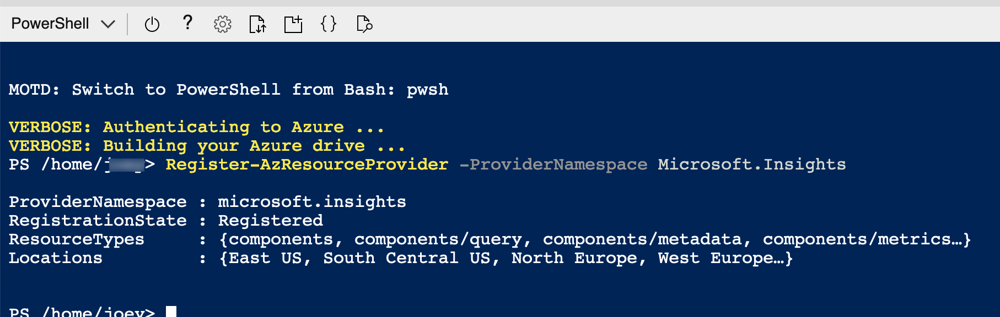 PowerShell
MOTD: Switch to PowerShell from Bash: pwsh
VERBOSE: Authenticating to Azure ...
VERBOSE: Building your Azure drive ...
PS /home/ > Register-AzResourceProvider -ProviderNamespace Microsoft.Insights
ProviderNamespace : microsoft.insights
RegistrationState : Registered
ResourceTypes : {components, components/query, components/metadata, components/metrics…}
Locations : {East US, South Central US, North Europe, West Europe…}
PS /home/joey>